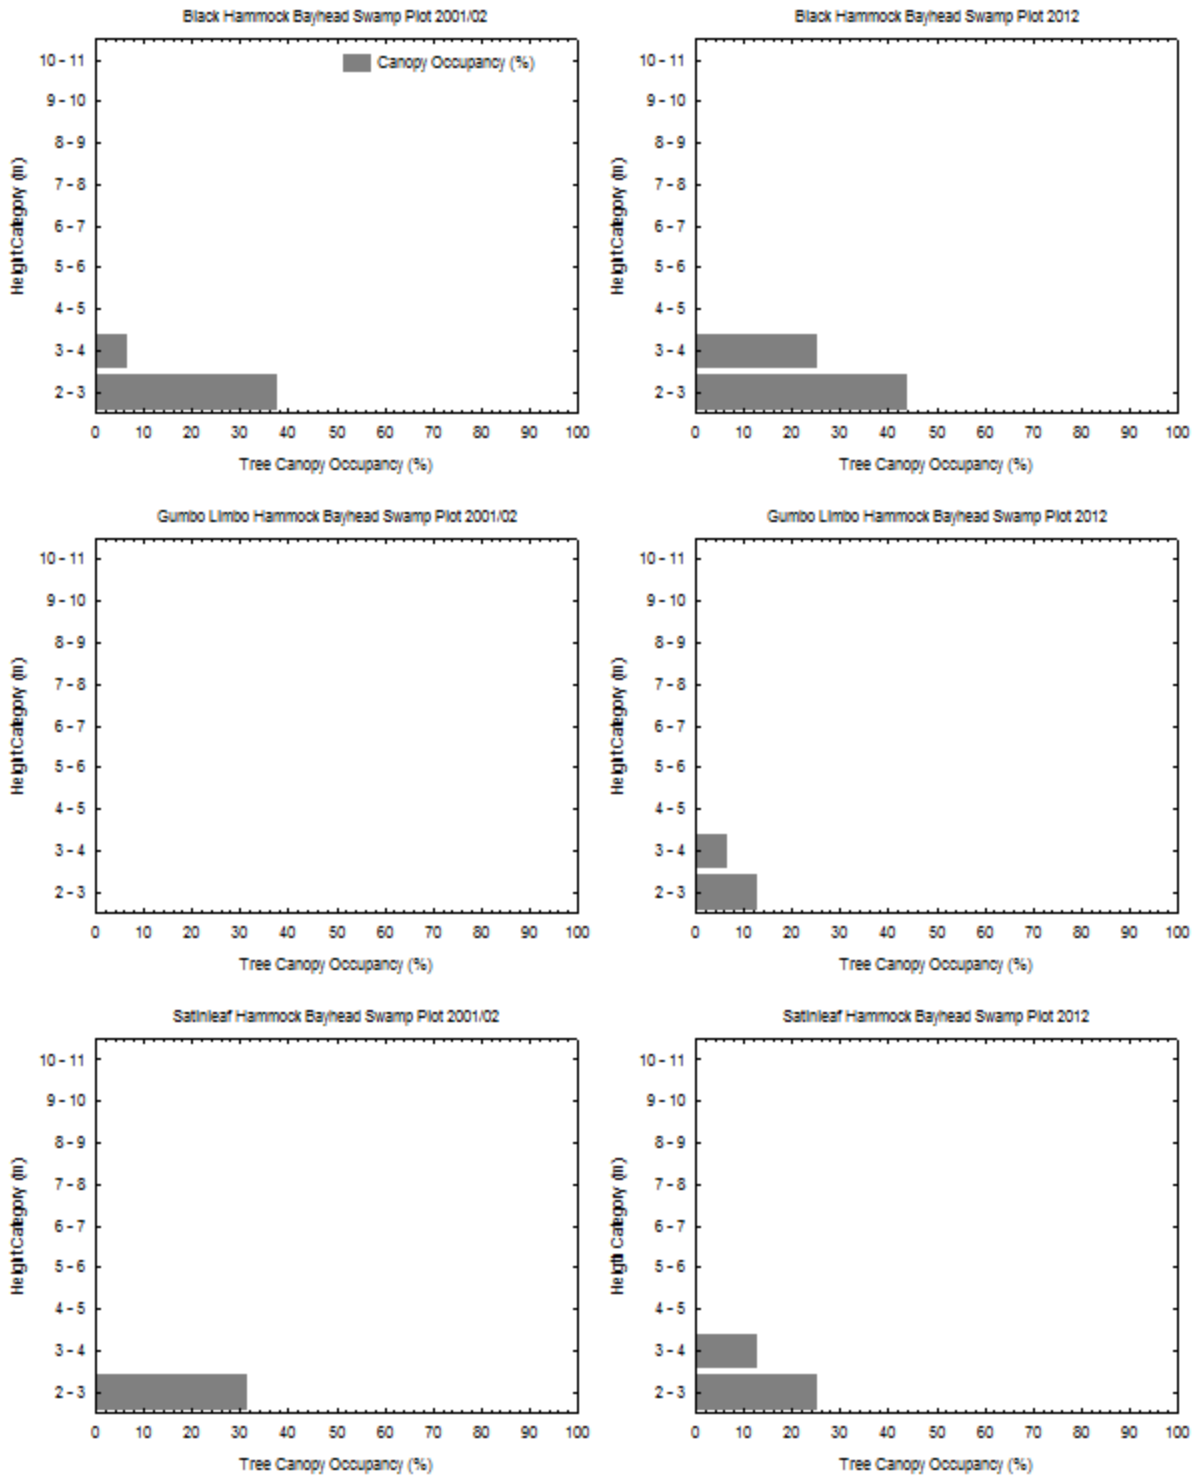 Black Hammock Bayhead Swamp Plot 2001/02
Canopy Occupancy (%)
10 - 11
9 - 10
8 - 9
7 - 8
6 - 7
5 - 6
4 - 5
3 - 4
2 - 3
Height Category (m)
0 10 20 30 40 50 60 70 80 90 100
Tree Canopy Occupancy (%)
Black Hammock Bayhead Swamp Plot 2012
10 - 11
9 - 10
8 - 9
7 - 8
6 - 7
5 - 6
4 - 5
3 - 4
2 - 3
Height Category (m)
0 10 20 30 40 50 60 70 80 90 100
Tree Canopy Occupancy (%)
Gumbo Limbo Hammock Bayhead Swamp Plot 2001/02
10 - 11
9 - 10
8 - 9
7 - 8
6 - 7
5 - 6
4 - 5
3 - 4
2 - 3
Height Category (m)
0 10 20 30 40 50 60 70 80 90 100
Tree Canopy Occupancy (%)
Gumbo Limbo Hammock Bayhead Swamp Plot 2012
10 - 11
9 - 10
8 - 9
7 - 8
6 - 7
5 - 6
4 - 5
3 - 4
2 - 3
Height Category (m)
0 10 20 30 40 50 60 70 80 90 100
Tree Canopy Occupancy (%)
Satinleaf Hammock Bayhead Swamp Plot 2001/02
10 - 11
9 - 10
8 - 9
7 - 8
6 - 7
5 - 6
4 - 5
3 - 4
2 - 3
Height Category (m)
0 10 20 30 40 50 60 70 80 90 100
Tree Canopy Occupancy (%)
Satinleaf Hammock Bayhead Swamp Plot 2012
10 - 11
9 - 10
8 - 9
7 - 8
6 - 7
5 - 6
4 - 5
3 - 4
2 - 3
Heigth Category (m)
0 10 20 30 40 50 60 70 80 90 100
Tree Canopy Occupancy (%)